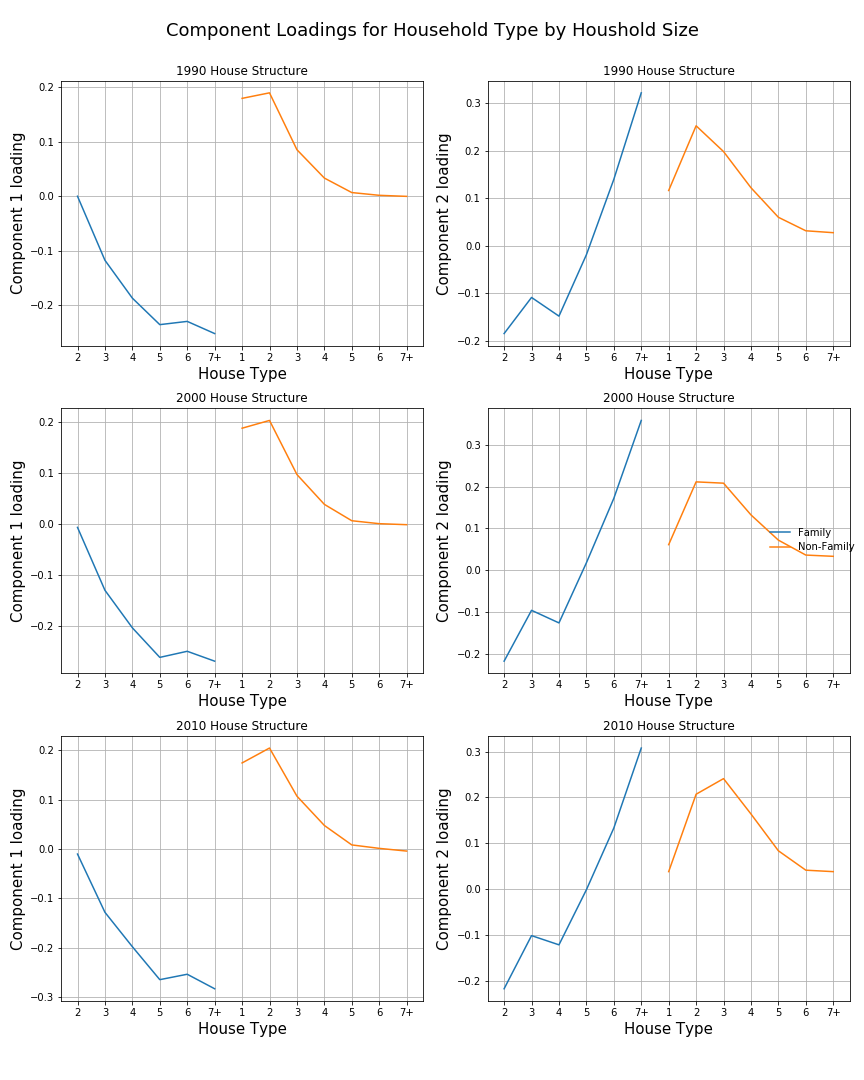 Component Loadings for Household Type by Houshold Size
1990 House Structure
Component 1 loading
0.2
0.1
0.0
−0.1
−0.2
2 3 4 5 6 7+ 1 2 3 4 5 6 7+
House Type
1990 House Structure
Component 2 loading
0.3
0.2
0.1
0.0
−0.1
−0.2
2 3 4 5 6 7+ 1 2 3 4 5 6 7+
House Type
2000 House Structure
Component 1 loading
0.2
0.1
0.0
−0.1
−0.2
2 3 4 5 6 7+ 1 2 3 4 5 6 7+
House Type
2000 House Structure
Component 2 loading
0.3
0.2
0.1
0.0
−0.1
−0.2
Family
Non-Family
2 3 4 5 6 7+ 1 2 3 4 5 6 7+
House Type
2010 House Structure
Component 1 loading
0.2
0.1
0.0
−0.1
−0.2
−0.3
2 3 4 5 6 7+ 1 2 3 4 5 6 7+
House Type
2010 House Structure
Component 2 loading
0.3
0.2
0.1
0.0
−0.1
−0.2
2 3 4 5 6 7+ 1 2 3 4 5 6 7+
House Type